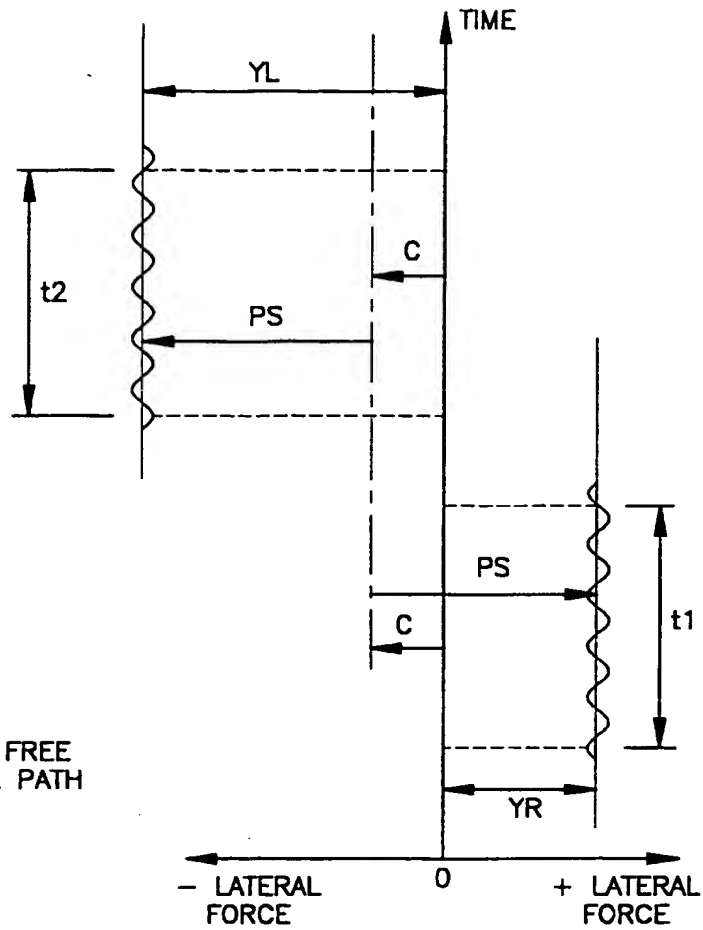 TIME
YL
C
t2
PS
PS
C
t1
FREE
PATH
YR
0
− LATERAL
FORCE
+ LATERAL
FORCE